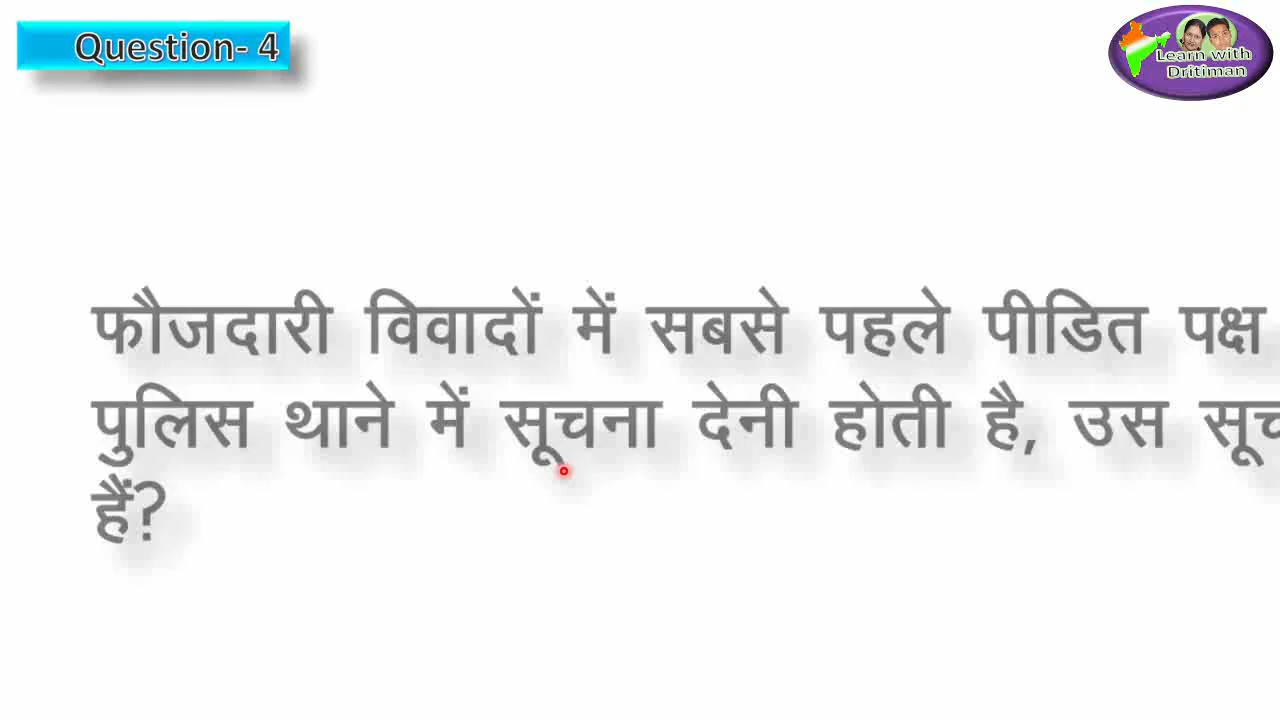 Question- 4
Learn with
Dritiman
फौजदारी विवादों में सबसे पहले पीडित पक्ष
पुलिस थाने में सूचना देनी होती है, उस
हैं?